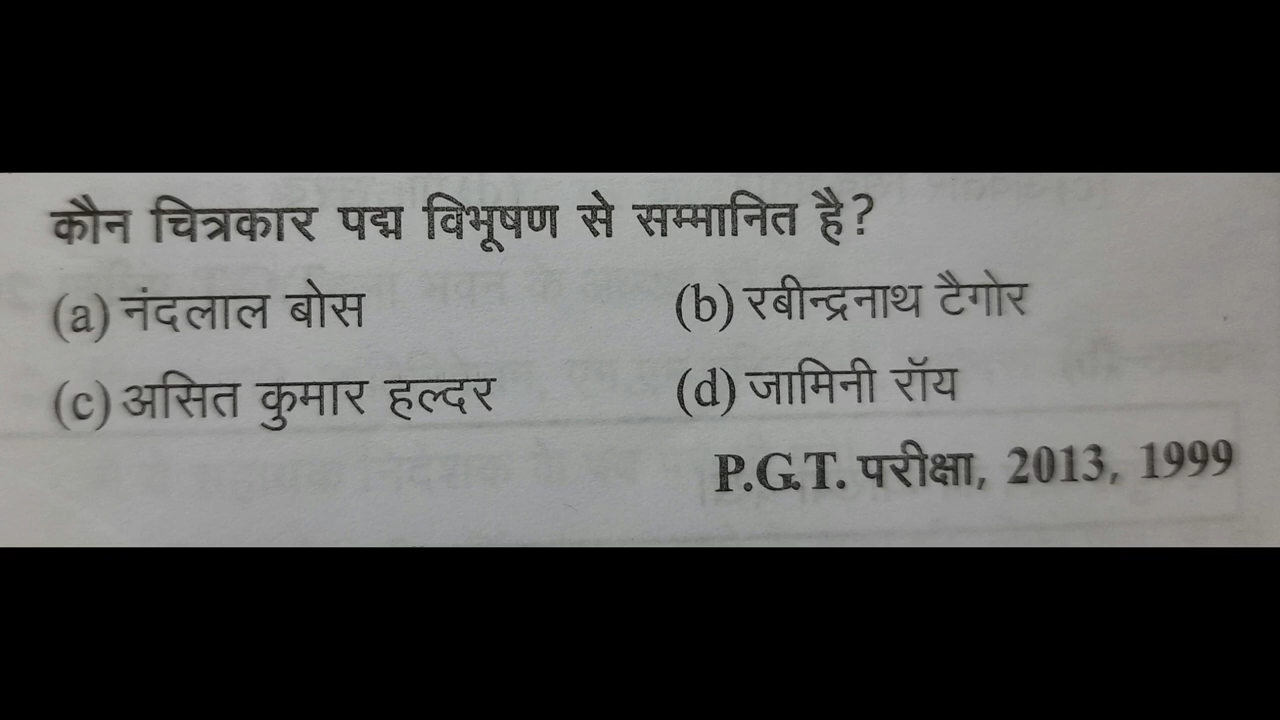 कौन चित्रकार पद्म विभूषण से सम्मानित है?
(a) नंदलाल बोस (b) रबीन्द्रनाथ टैगोर
(c) असित कुमार हल्दर (d) जामिनी रॉय
P.G.T. परीक्षा, 2013, 1999